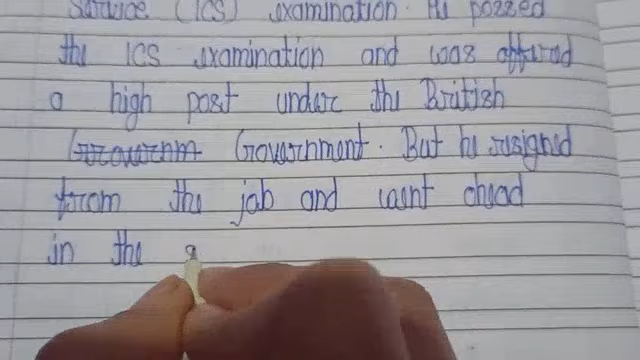 Service (ICS) examination. He passed
the ICS examination and was offered
a high post under the British
Governm Government. But he resigned
from the job and went ahead
in the